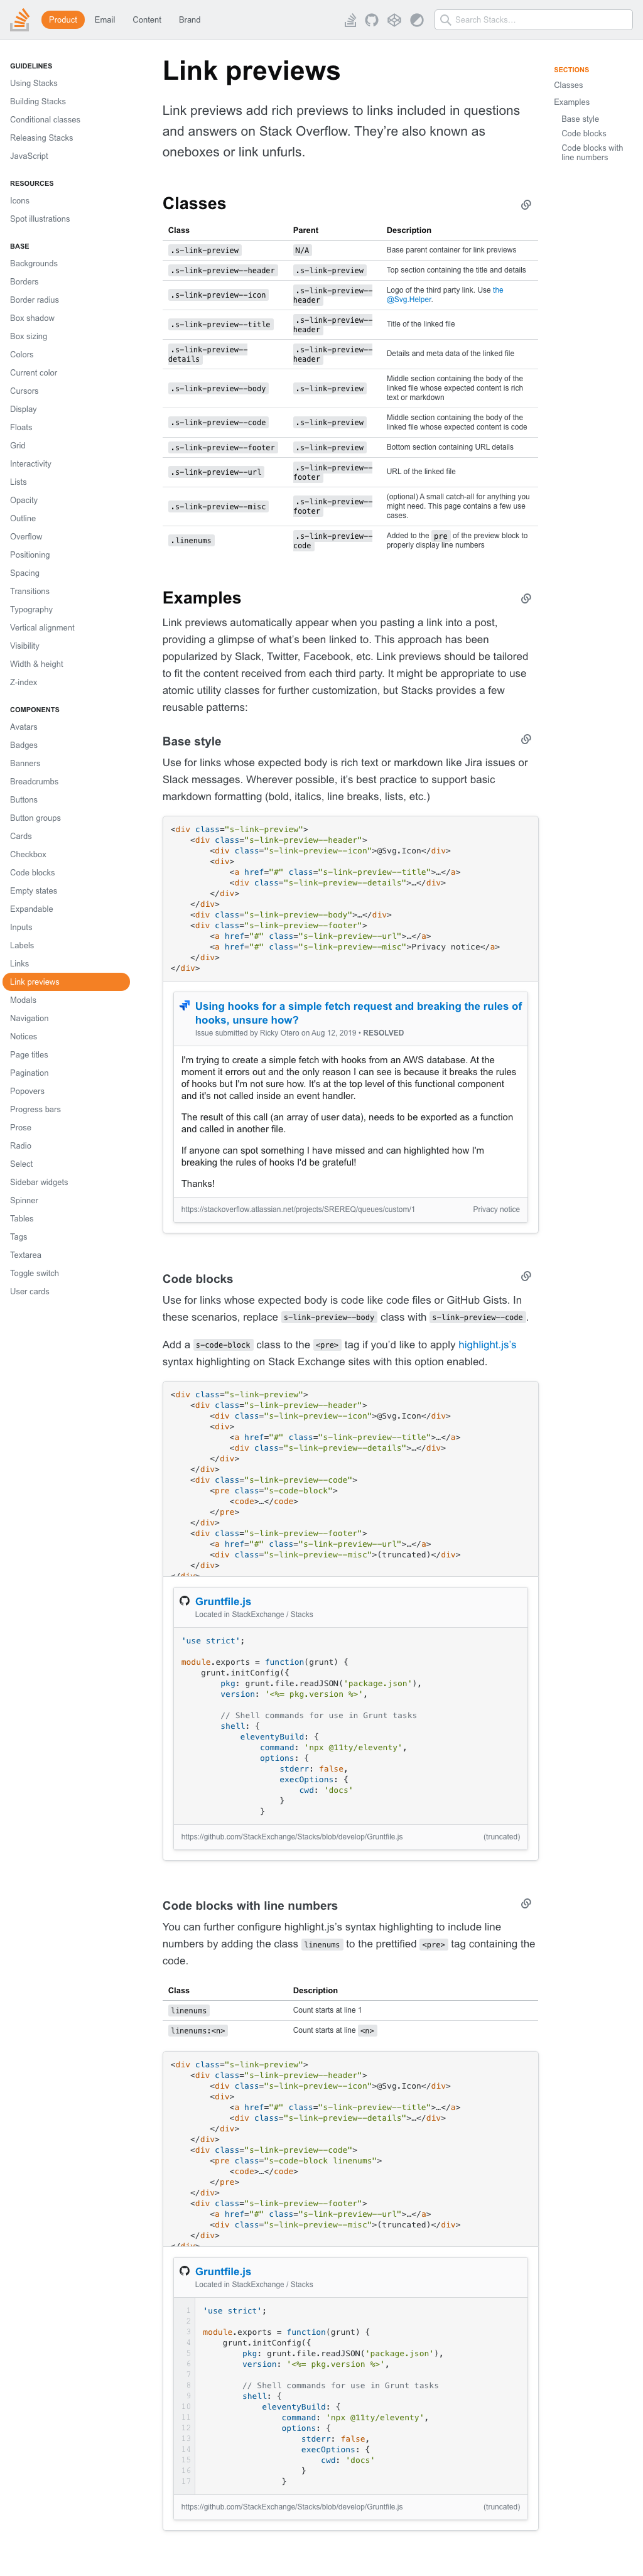 Product Email Content Brand
Search Stacks…
GUIDELINES
Using Stacks
Building Stacks
Conditional classes
Releasing Stacks
JavaScript
RESOURCES
Icons
Spot illustrations
BASE
Backgrounds
Borders
Border radius
Box shadow
Box sizing
Colors
Current color
Cursors
Display
Floats
Grid
Interactivity
Lists
Opacity
Outline
Overflow
Positioning
Spacing
Transitions
Typography
Vertical alignment
Visibility
Width & height
Z-index
COMPONENTS
Avatars
Badges
Banners
Breadcrumbs
Buttons
Button groups
Cards
Checkbox
Code blocks
Empty states
Expandable
Inputs
Labels
Links
Link previews
Modals
Navigation
Notices
Page titles
Pagination
Popovers
Progress bars
Prose
Radio
Select
Sidebar widgets
Spinner
Tables
Tags
Textarea
Toggle switch
User cards
Link previews
Link previews add rich previews to links included in questions
and answers on Stack Overflow. They’re also known as
oneboxes or link unfurls.
Classes
Class Parent Description
.s-link-preview N/A Base parent container for link previews
.s-link-preview--header .s-link-preview Top section containing the title and details
.s-link-preview--icon .s-link-preview--header Logo of the third party link. Use the
@Svg.Helper.
.s-link-preview--title .s-link-preview--header Title of the linked file
.s-link-preview--details .s-link-preview--header Details and meta data of the linked file
.s-link-preview--body .s-link-preview Middle section containing the body of the
linked file whose expected content is rich
text or markdown
.s-link-preview--code .s-link-preview Middle section containing the body of the
linked file whose expected content is code
.s-link-preview--footer .s-link-preview Bottom section containing URL details
.s-link-preview--url .s-link-preview--footer URL of the linked file
.s-link-preview--misc .s-link-preview--footer (optional) A small catch-all for anything you
might need. This page contains a few use
cases.
.linenums .s-link-preview--code Added to the pre of the preview block to
properly display line numbers
Examples
Link previews automatically appear when you pasting a link into a post,
providing a glimpse of what’s been linked to. This approach has been
popularized by Slack, Twitter, Facebook, etc. Link previews should be tailored
to fit the content received from each third party. It might be appropriate to use
atomic utility classes for further customization, but Stacks provides a few
reusable patterns:
Base style
Use for links whose expected body is rich text or markdown like Jira issues or
Slack messages. Wherever possible, it’s best practice to support basic
markdown formatting (bold, italics, line breaks, lists, etc.)
<div class="s-link-preview">
<div class="s-link-preview--header">
<div class="s-link-preview--icon">@Svg.Icon</div>
<div>
<a href="#" class="s-link-preview--title">…</a>
<div class="s-link-preview--details">…</div>
</div>
</div>
<div class="s-link-preview--body">…</div>
<div class="s-link-preview--footer">
<a href="#" class="s-link-preview--url">…</a>
<a href="#" class="s-link-preview--misc">Privacy notice</a>
</div>
</div>
Using hooks for a simple fetch request and breaking the rules of
hooks, unsure how?
Issue submitted by Ricky Otero on Aug 12, 2019 • RESOLVED
I'm trying to create a simple fetch with hooks from an AWS database. At the
moment it errors out and the only reason I can see is because it breaks the rules
of hooks but I'm not sure how. It's at the top level of this functional component
and it's not called inside an event handler.
The result of this call (an array of user data), needs to be exported as a function
and called in another file.
If anyone can spot something I have missed and can highlighted how I'm
breaking the rules of hooks I'd be grateful!
Thanks!
https://stackoverflow.atlassian.net/projects/SREREQ/queues/custom/1 Privacy notice
Code blocks
Use for links whose expected body is code like code files or GitHub Gists. In
these scenarios, replace s-link-preview--body class with s-link-preview--code.
Add a s-code-block class to the <pre> tag if you’d like to apply highlight.js’s
syntax highlighting on Stack Exchange sites with this option enabled.
<div class="s-link-preview">
<div class="s-link-preview--header">
<div class="s-link-preview--icon">@Svg.Icon</div>
<div>
<a href="#" class="s-link-preview--title">…</a>
<div class="s-link-preview--details">…</div>
</div>
</div>
<div class="s-link-preview--code">
<pre class="s-code-block">
<code>…</code>
</pre>
</div>
<div class="s-link-preview--footer">
<a href="#" class="s-link-preview--url">…</a>
<div class="s-link-preview--misc">(truncated)</div>
</div>
</div>
Gruntfile.js
Located in StackExchange / Stacks
'use strict';
module.exports = function(grunt) {
grunt.initConfig({
pkg: grunt.file.readJSON('package.json'),
version: '<%= pkg.version %>',
// Shell commands for use in Grunt tasks
shell: {
eleventyBuild: {
command: 'npx @11ty/eleventy',
options: {
stderr: false,
execOptions: {
cwd: 'docs'
}
}
https://github.com/StackExchange/Stacks/blob/develop/Gruntfile.js (truncated)
Code blocks with line numbers
You can further configure highlight.js’s syntax highlighting to include line
numbers by adding the class linenums to the prettified <pre> tag containing the
code.
Class Description
linenums Count starts at line 1
linenums:<n> Count starts at line <n>
<div class="s-link-preview">
<div class="s-link-preview--header">
<div class="s-link-preview--icon">@Svg.Icon</div>
<div>
<a href="#" class="s-link-preview--title">…</a>
<div class="s-link-preview--details">…</div>
</div>
</div>
<div class="s-link-preview--code">
<pre class="s-code-block linenums">
<code>…</code>
</pre>
</div>
<div class="s-link-preview--footer">
<a href="#" class="s-link-preview--url">…</a>
<div class="s-link-preview--misc">(truncated)</div>
</div>
</div>
Gruntfile.js
Located in StackExchange / Stacks
1 'use strict';
2
3 module.exports = function(grunt) {
4 grunt.initConfig({
5 pkg: grunt.file.readJSON('package.json'),
6 version: '<%= pkg.version %>',
7
8 // Shell commands for use in Grunt tasks
9 shell: {
10 eleventyBuild: {
11 command: 'npx @11ty/eleventy',
12 options: {
13 stderr: false,
14 execOptions: {
15 cwd: 'docs'
16 }
17 }
https://github.com/StackExchange/Stacks/blob/develop/Gruntfile.js (truncated)
SECTIONS
Classes
Examples
Base style
Code blocks
Code blocks with
line numbers